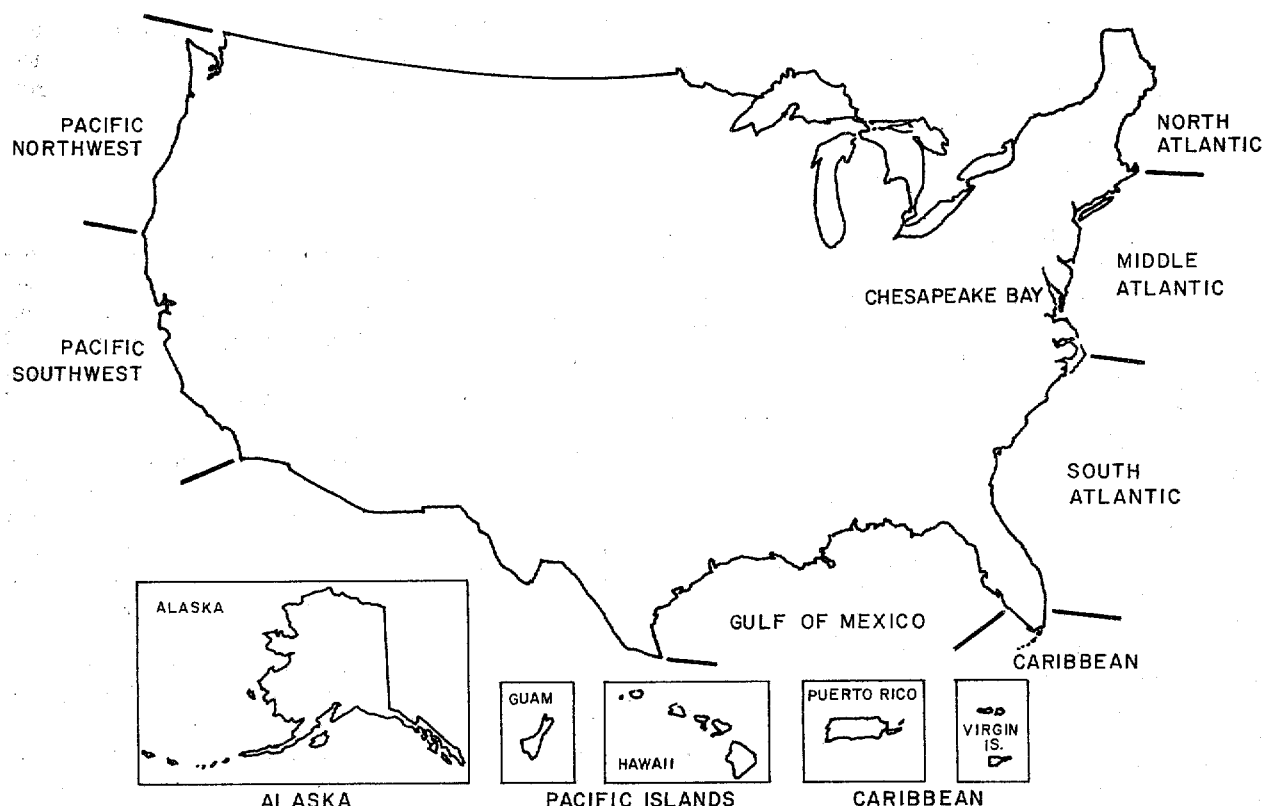 PACIFIC
NORTHWEST
NORTH
ATLANTIC
MIDDLE
ATLANTIC
CHESAPEAKE BAY
PACIFIC
SOUTHWEST
SOUTH
ATLANTIC
ALASKA
GULF OF MEXICO
CARIBBEAN
GUAM
HAWAII
PUERTO RICO
VIRGIN
IS.
ALASKA
PACIFIC ISLANDS
CARIBBEAN